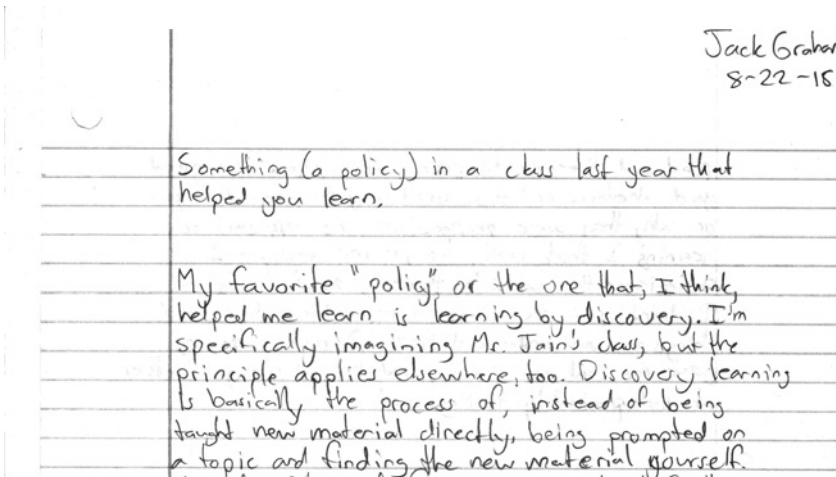 Jack Graham
8-22-18
Something (a policy) in a class last year that
helped you learn.
My favorite "policy" or the one that, I think,
helped me learn is learning by discovery. I'm
specifically imagining Mr. Jain's class, but the
principle applies elsewhere, too. Discovery learning
is basically the process of, instead of being
taught new material directly, being prompted on
a topic and finding the new material yourself.